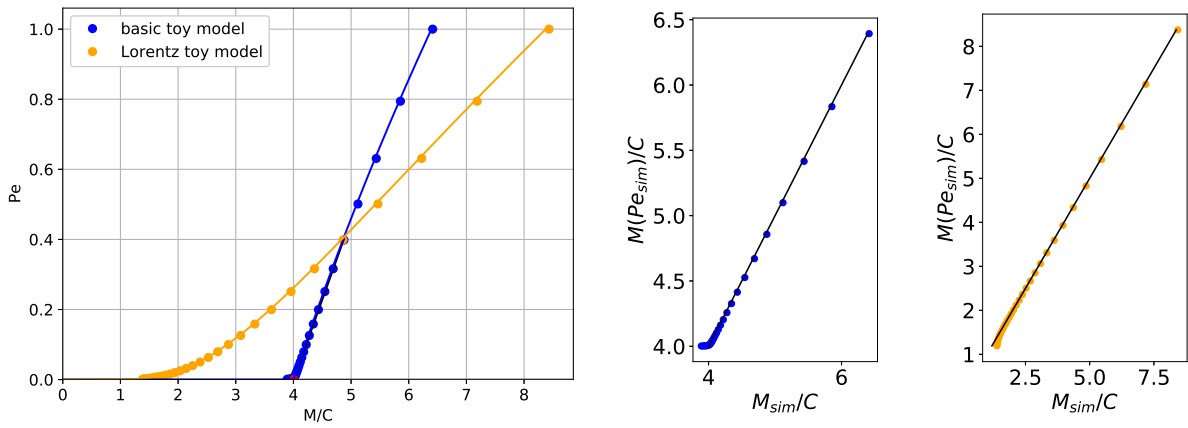 basic toy model
Lorentz toy model
1.0
0.8
0.6
0.4
0.2
0.0
Pe
0 1 2 3 4 5 6 7 8
M/C
6.5
6.0
5.5
5.0
4.5
4.0
M(Pe_sim)/C
4 6
M_sim/C
8
7
6
5
4
3
2
1
M(Pe_sim)/C
2.5 5.0 7.5
M_sim/C